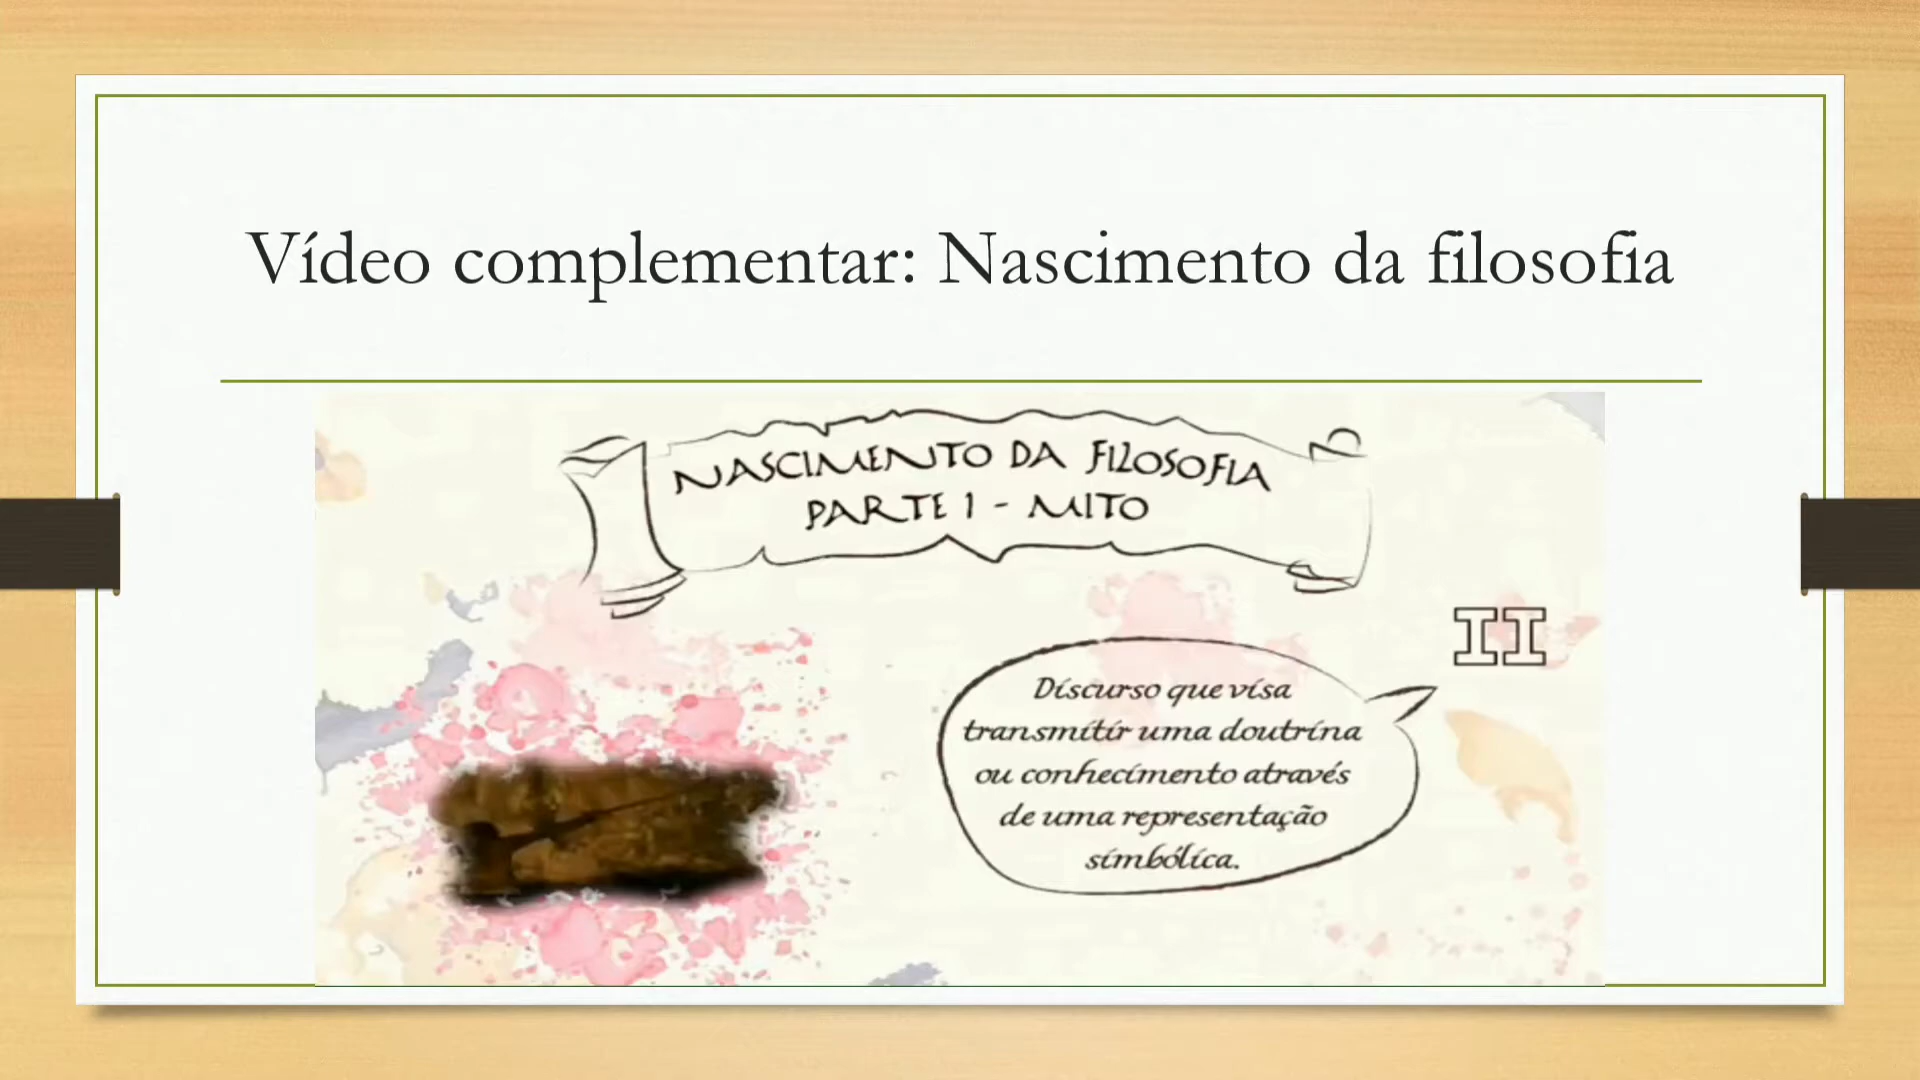 Vídeo complementar: Nascimento da filosofia
NASCIMENTO DA FILOSOFIA
PARTE I - MITO
II
Discurso que visa
transmitir uma doutrina
ou conhecimento através
de uma representação
simbólica.